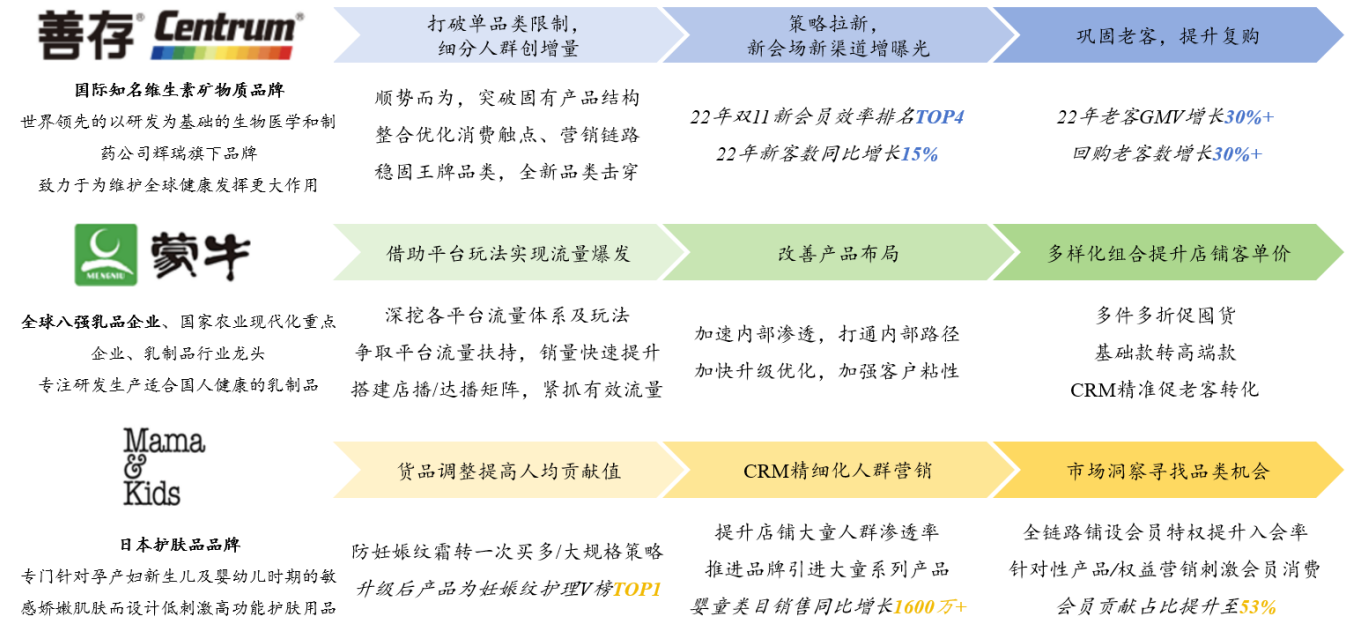 善存 Centrum®
国际知名维生素矿物质品牌
世界领先的以研发为基础的生物医学和制
药公司辉瑞旗下品牌
致力于为维护全球健康发挥更大作用
打破单品类限制，
细分人群创增量
顺势而为，突破固有产品结构
整合优化消费触点、营销链路
稳固王牌品类，全新品类击穿
策略拉新，
新会场新渠道增曝光
22年双11新会员效率排名TOP4
22年新客数同比增长15%
巩固老客，提升复购
22年老客GMV增长30%+
回购老客数增长30%+
MENGNIU 蒙牛
全球八强乳品企业、国家农业现代化重点
企业、乳制品行业龙头
专注研发生产适合国人健康的乳制品
借助平台玩法实现流量爆发
深挖各平台流量体系及玩法
争取平台流量扶持，销量快速提升
搭建店播/达播矩阵，紧抓有效流量
改善产品布局
加速内部渗透，打通内部路径
加快升级优化，加强客户粘性
多样化组合提升店铺客单价
多件多折促囤货
基础款转高端款
CRM精准促老客转化
Mama
&
Kids
日本护肤品品牌
专门针对孕产妇新生儿及婴幼儿时期的敏
感娇嫩肌肤而设计低刺激高功能护肤用品
货品调整提高人均贡献值
防妊娠纹霜转一次买多/大规格策略
升级后产品为妊娠纹护理V榜TOP1
CRM精细化人群营销
提升店铺大童人群渗透率
推进品牌引进大童系列产品
婴童类目销售同比增长1600万+
市场洞察寻找品类机会
全链路铺设会员特权提升入会率
针对性产品/权益营销刺激会员消费
会员贡献占比提升至53%